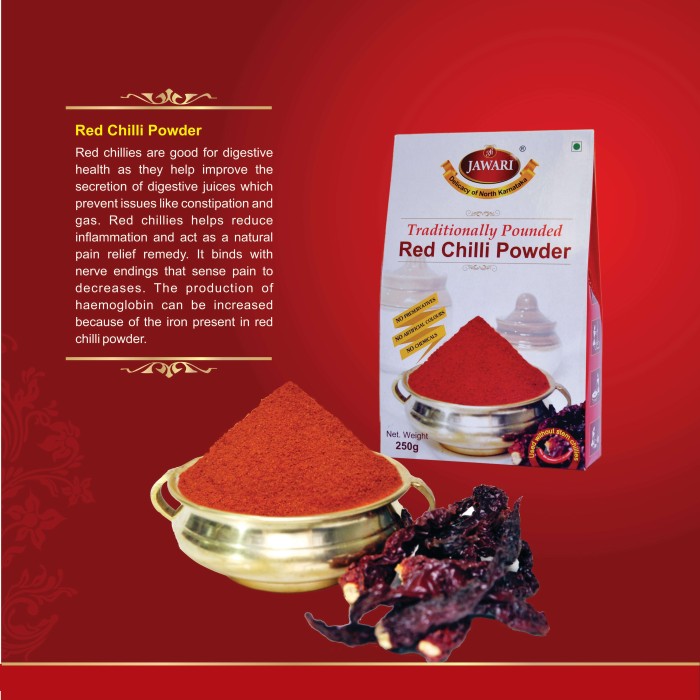 Red Chilli Powder
Red chillies are good for digestive
health as they help improve the
secretion of digestive juices which
prevent issues like constipation and
gas. Red chillies helps reduce
inflammation and act as a natural
pain relief remedy. It binds with
nerve endings that sense pain to
decreases. The production of
haemoglobin can be increased
because of the iron present in red
chilli powder.
JAWARI
®
Delicacy of North Karnataka
Traditionally Pounded
Red Chilli Powder
NO PRESERVATIVES
NO ARTIFICIAL COLOURS
NO CHEMICALS
Net. Weight
250g
Used without stem chillies